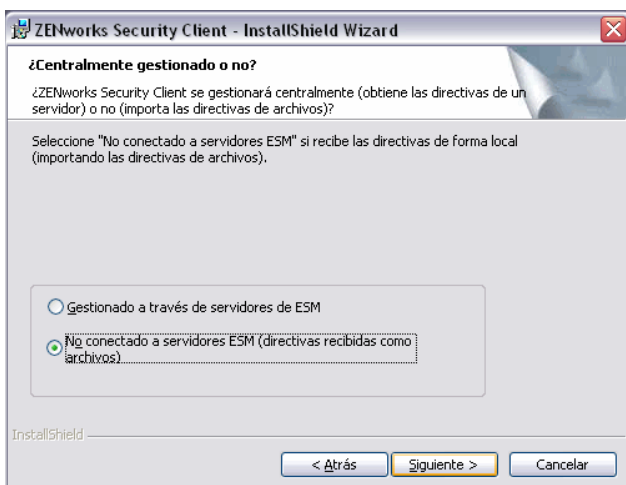 ZENworks Security Client - InstallShield Wizard
¿Centralmente gestionado o no?
¿ZENworks Security Client se gestionará centralmente (obtiene las directivas de un
servidor) o no (importa las directivas de archivos)?
Seleccione "No conectado a servidores ESM" si recibe las directivas de forma local
(importando las directivas de archivos).
Gestionado a través de servidores de ESM
No conectado a servidores ESM (directivas recibidas como
archivos)
InstallShield
< Atrás
Siguiente >
Cancelar